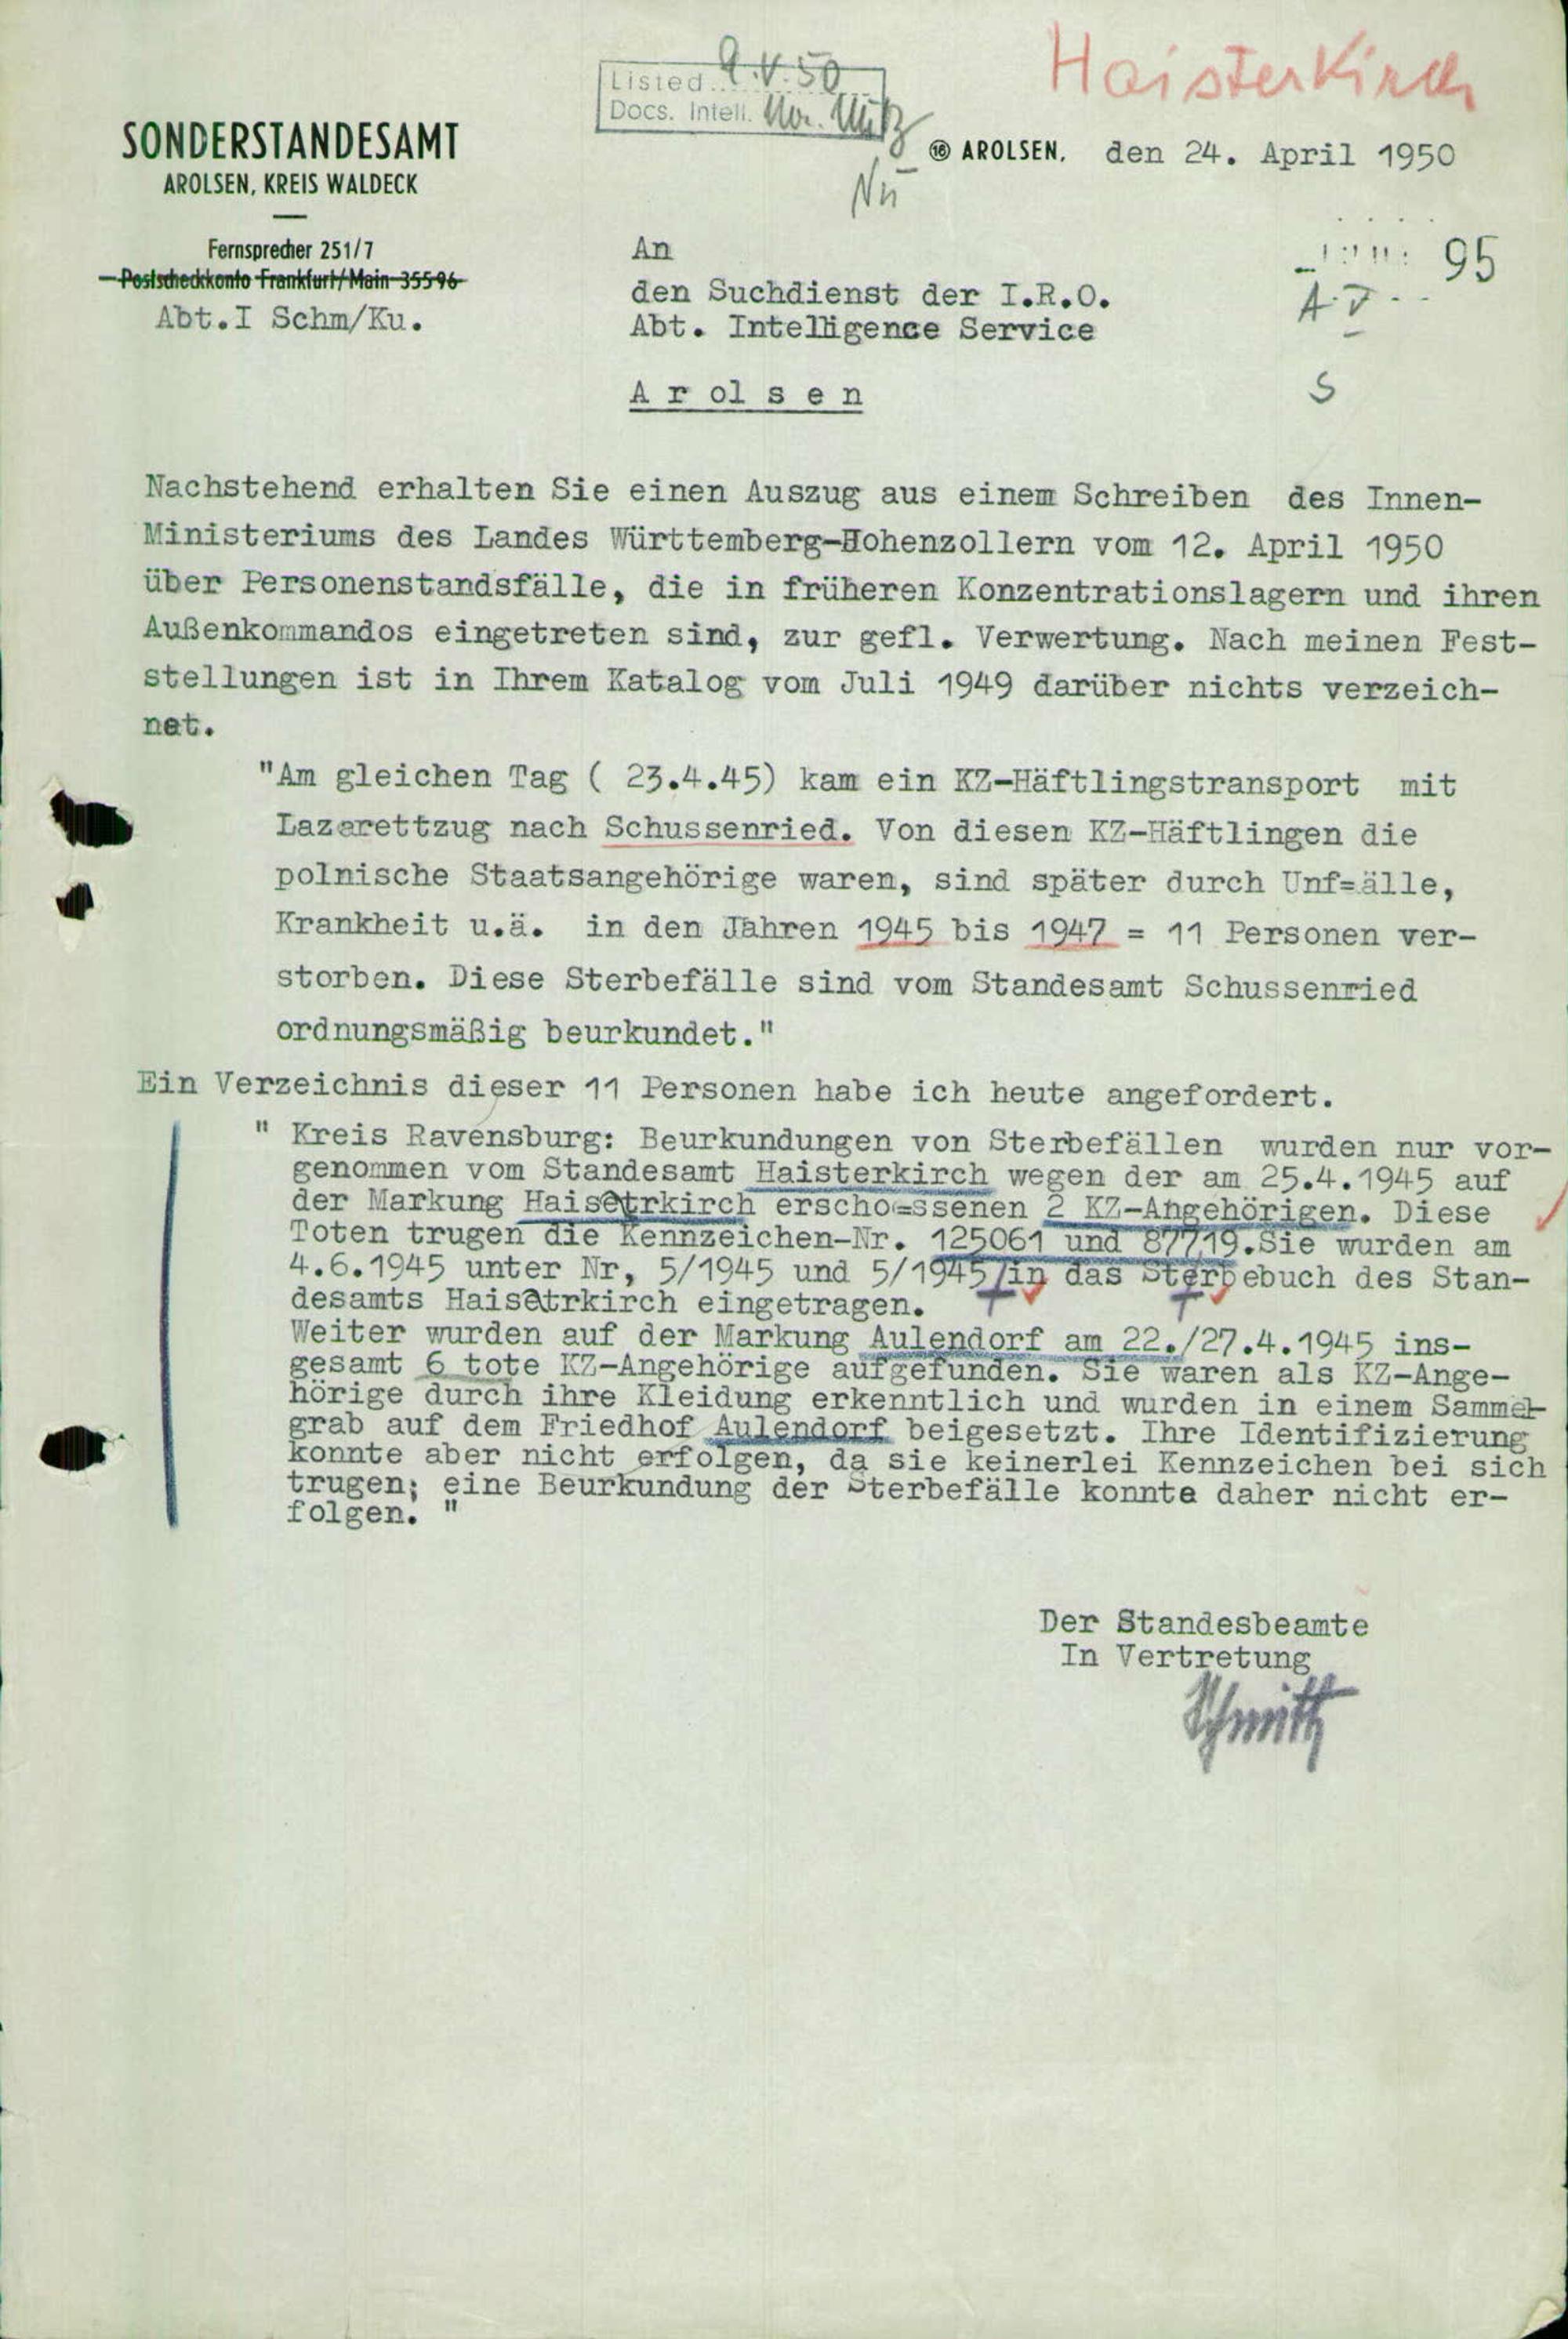 Haisterkirch
Listed.. 9.V.50
Docs. Intell.
SONDERSTANDESAMT
AROLSEN, KREIS WALDECK
⑯ AROLSEN, den 24. April 1950
Nü
Fernsprecher 251/7
Postscheckkonto Frankfurt/Main 35596
Abt.I Schm/Ku.
An
den Suchdienst der I.R.O.
Abt. Intelligence Service
A r ol s e n
95
S
Nachstehend erhalten Sie einen Auszug aus einem Schreiben des Innen-
Ministeriums des Landes Württemberg-Hohenzollern vom 12. April 1950
über Personenstandsfälle, die in früheren Konzentrationslagern und ihren
Außenkommandos eingetreten sind, zur gefl. Verwertung. Nach meinen Fest-
stellungen ist in Ihrem Katalog vom Juli 1949 darüber nichts verzeich-
net.
"Am gleichen Tag ( 23.4.45) kam ein KZ-Häftlingstransport mit
Lazarettzug nach Schussenried. Von diesen KZ-Häftlingen die
polnische Staatsangehörige waren, sind später durch Unf=älle,
Krankheit u.ä. in den Jahren 1945 bis 1947 = 11 Personen ver-
storben. Diese Sterbefälle sind vom Standesamt Schussenried
ordnungsmäßig beurkundet."
Ein Verzeichnis dieser 11 Personen habe ich heute angefordert.
" Kreis Ravensburg: Beurkundungen von Sterbefällen wurden nur vor-
genommen vom Standesamt Haisterkirch wegen der am 25.4.1945 auf
der Markung Haisetrkirch erscho=ssenen 2 KZ-Angehörigen. Diese
Toten trugen die Kennzeichen-Nr. 125061 und 87719.Sie wurden am
4.6.1945 unter Nr, 5/1945 und 5/1945/in das Sterbebuch des Stan-
desamts Haisetrkirch eingetragen.
Weiter wurden auf der Markung Aulendorf am 22./27.4.1945 ins-
gesamt 6 tote KZ-Angehörige aufgefunden. Sie waren als KZ-Ange-
hörige durch ihre Kleidung erkenntlich und wurden in einem Sammel-
grab auf dem Friedhof Aulendorf beigesetzt. Ihre Identifizierung
konnte aber nicht erfolgen, da sie keinerlei Kennzeichen bei sich
trugen; eine Beurkundung der Sterbefälle konnte daher nicht er-
folgen. "
Der Standesbeamte
In Vertretung
Schmitt